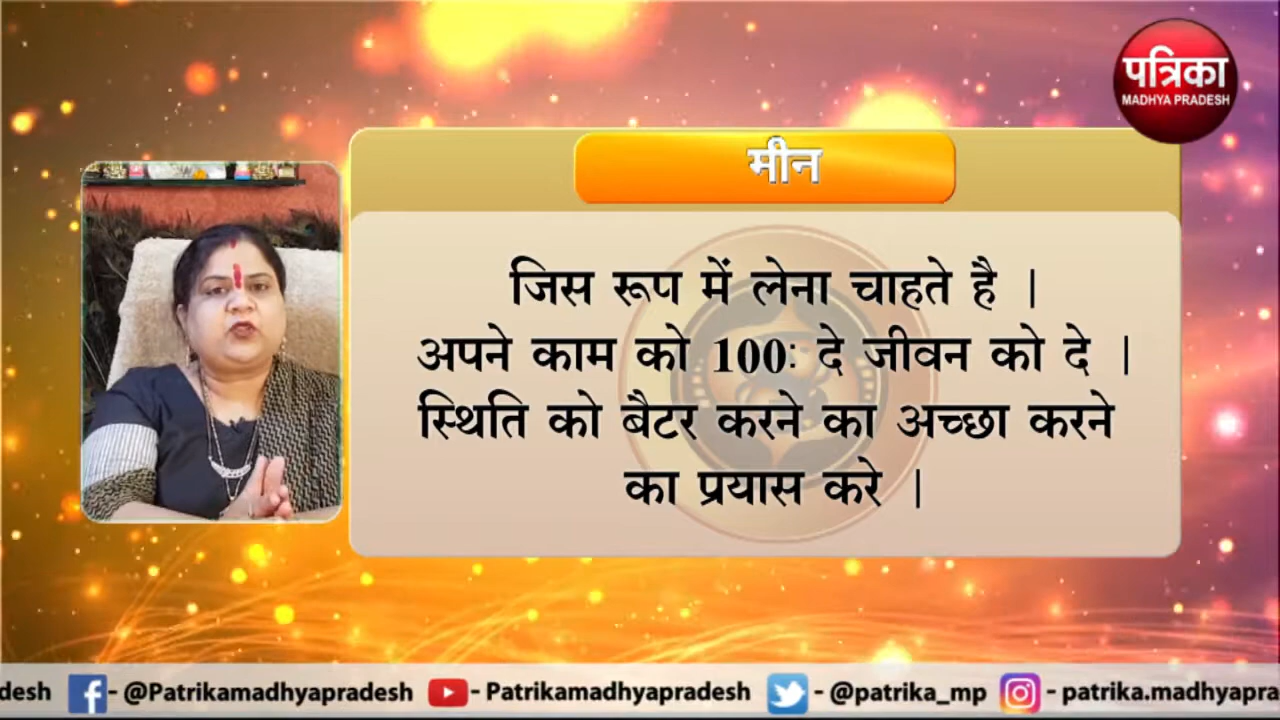 पत्रिका
MADHYA PRADESH
मीन
जिस रूप में लेना चाहते है |
अपने काम को 100: दे जीवन को दे |
स्थिति को बैटर करने का अच्छा करने
का प्रयास करे |
desh - @Patrikamadhyapradesh - Patrikamadhyapradesh - @patrika_mp - patrika.madhyapra